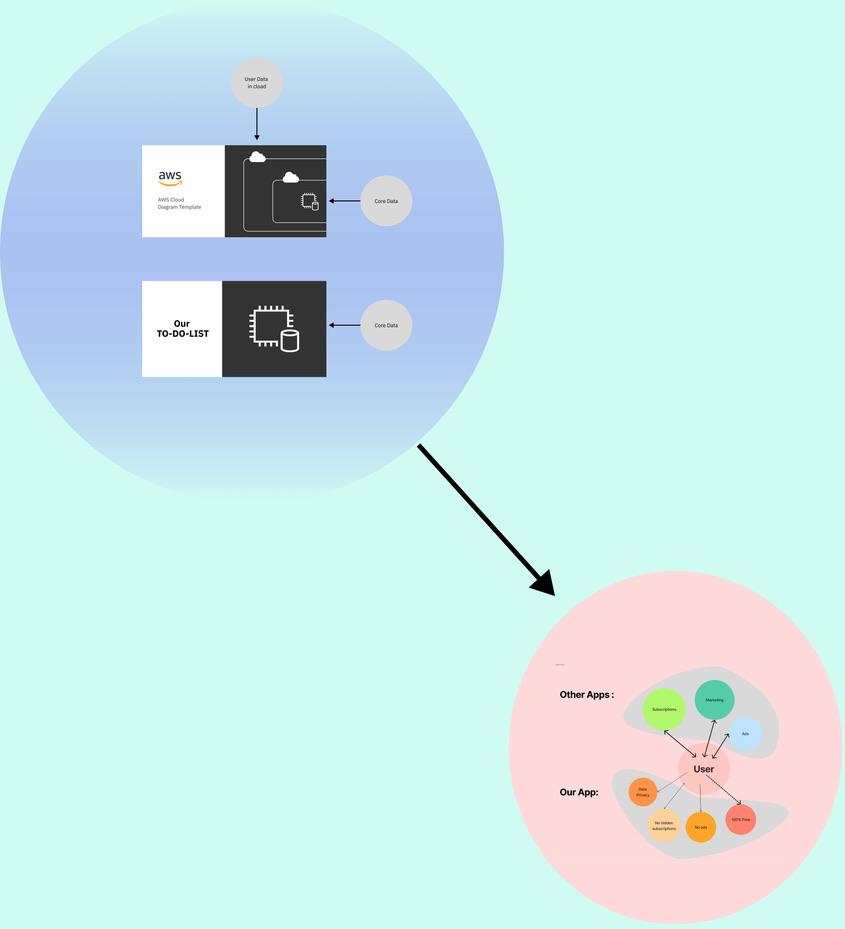 User Data
in cload
aws
AWS Cloud
Diagram Template
Core Data
Our
TO-DO-LIST
Core Data
Other Apps :
Subscriptions
Marketing
Ads
User
Our App:
Data
Privacy
No hidden
subscriptions
No ads
100% Free